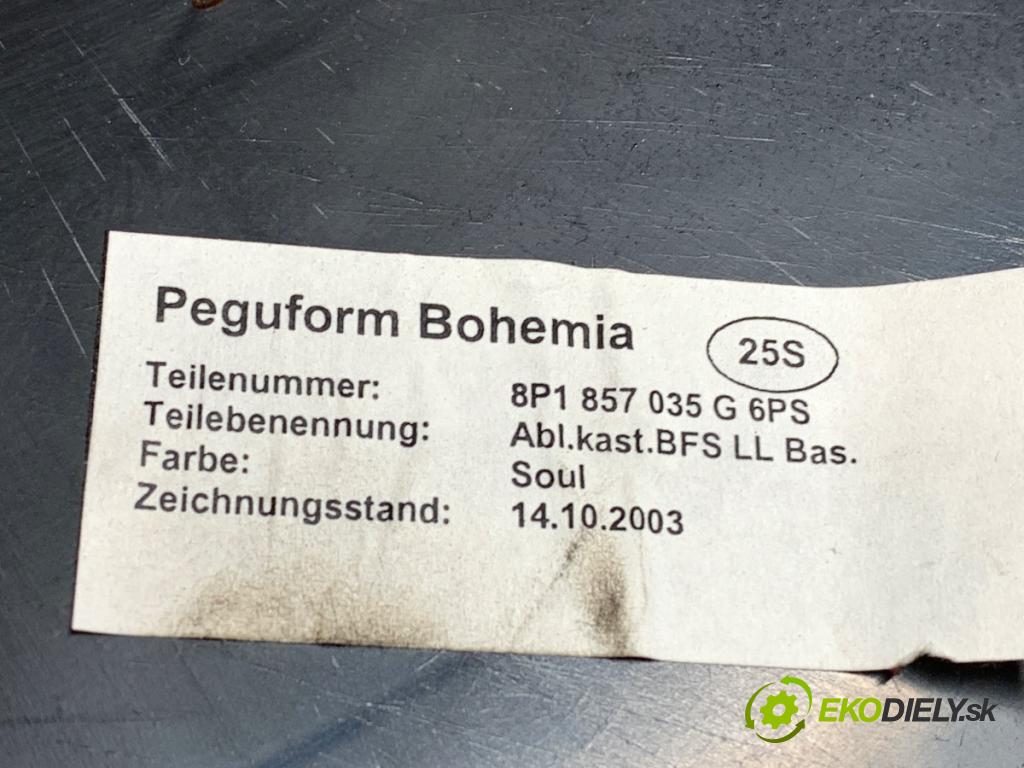 Peguform Bohemia
25S
Teilenummer: 8P1 857 035 G 6PS
Teilebenennung: Abl.kast.BFS LL Bas.
Farbe: Soul
Zeichnungsstand: 14.10.2003
EKODIELY.sk